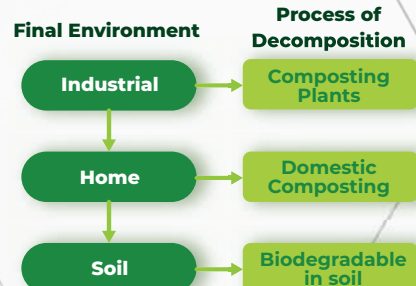 Final Environment
Process of
Decomposition
Industrial
Composting
Plants
Home
Domestic
Composting
Soil
Biodegradable
in soil